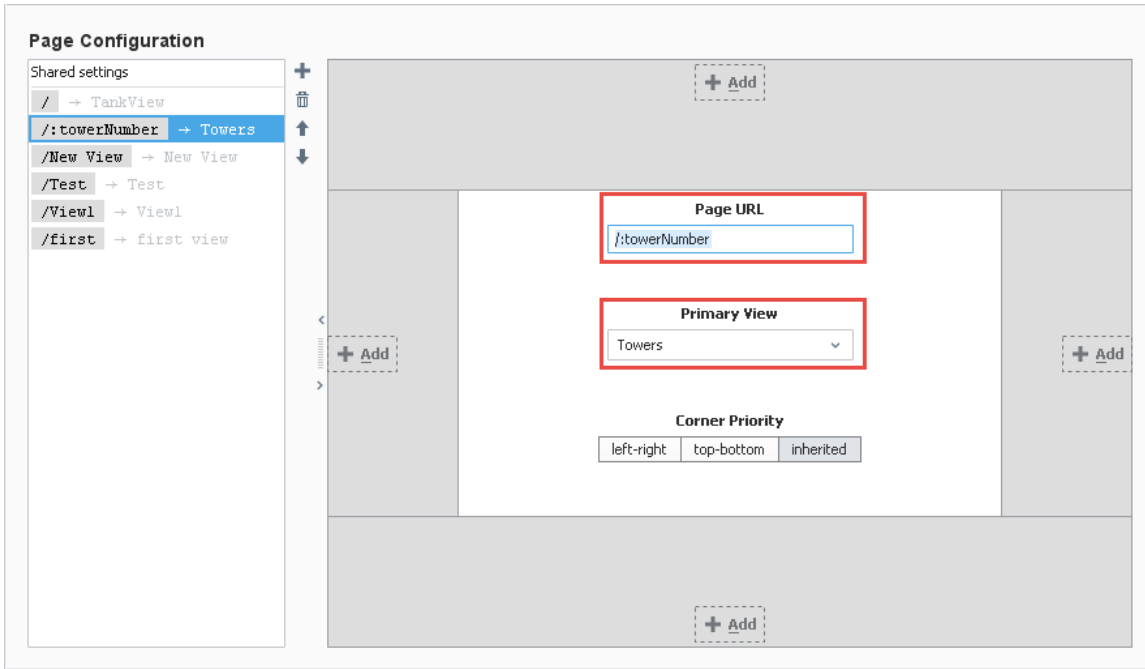 Page Configuration
Shared settings
/ → TankView
/:towerNumber → Towers
/New View → New View
/Test → Test
/View1 → View1
/first → first view
Add
Page URL
/:towerNumber
Primary View
Towers
Add
Add
Corner Priority
left-right top-bottom inherited
Add